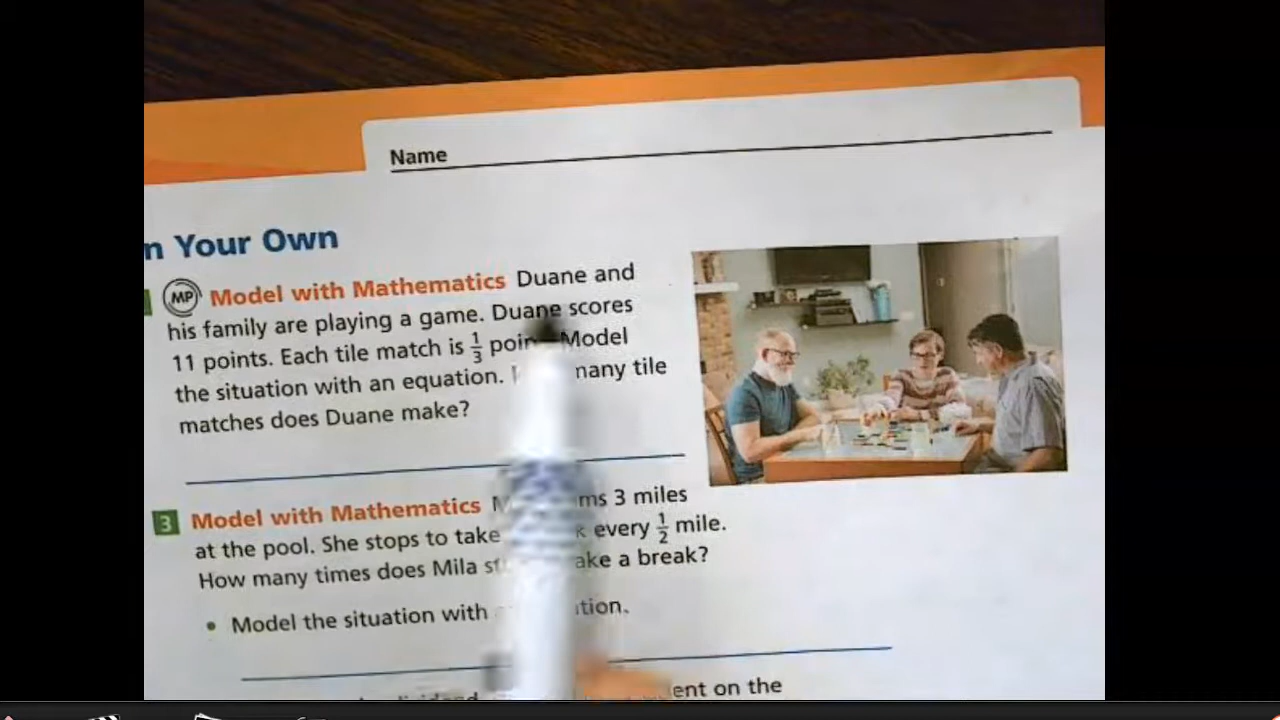 Name
n Your Own
MP Model with Mathematics Duane and
his family are playing a game. Duane scores
11 points. Each tile match is 1/3 poin Model
the situation with an equation. many tile
matches does Duane make?
3 Model with Mathematics M ms 3 miles
at the pool. She stops to take k every 1/2 mile.
How many times does Mila st ake a break?
• Model the situation with tion.
dividend ent on the